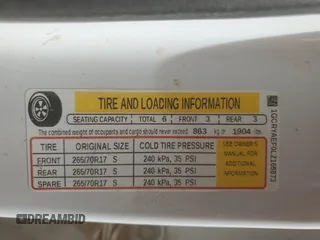 TIRE AND LOADING INFORMATION
SEATING CAPACITY TOTAL 6 FRONT 3 REAR 3
The combined weight of occupants and cargo should never exceed 863 kg or 1904 lbs
TIRE ORIGINAL SIZE COLD TIRE PRESSURE
FRONT 265/70R17 S 240 kPa, 35 PSI
REAR 265/70R17 S 240 kPa, 35 PSI
SPARE 265/70R17 S 240 kPa, 35 PSI
SEE OWNER'S
MANUAL FOR
ADDITIONAL
INFORMATION
1GCRYAEF0LZ166673
DREAMBID